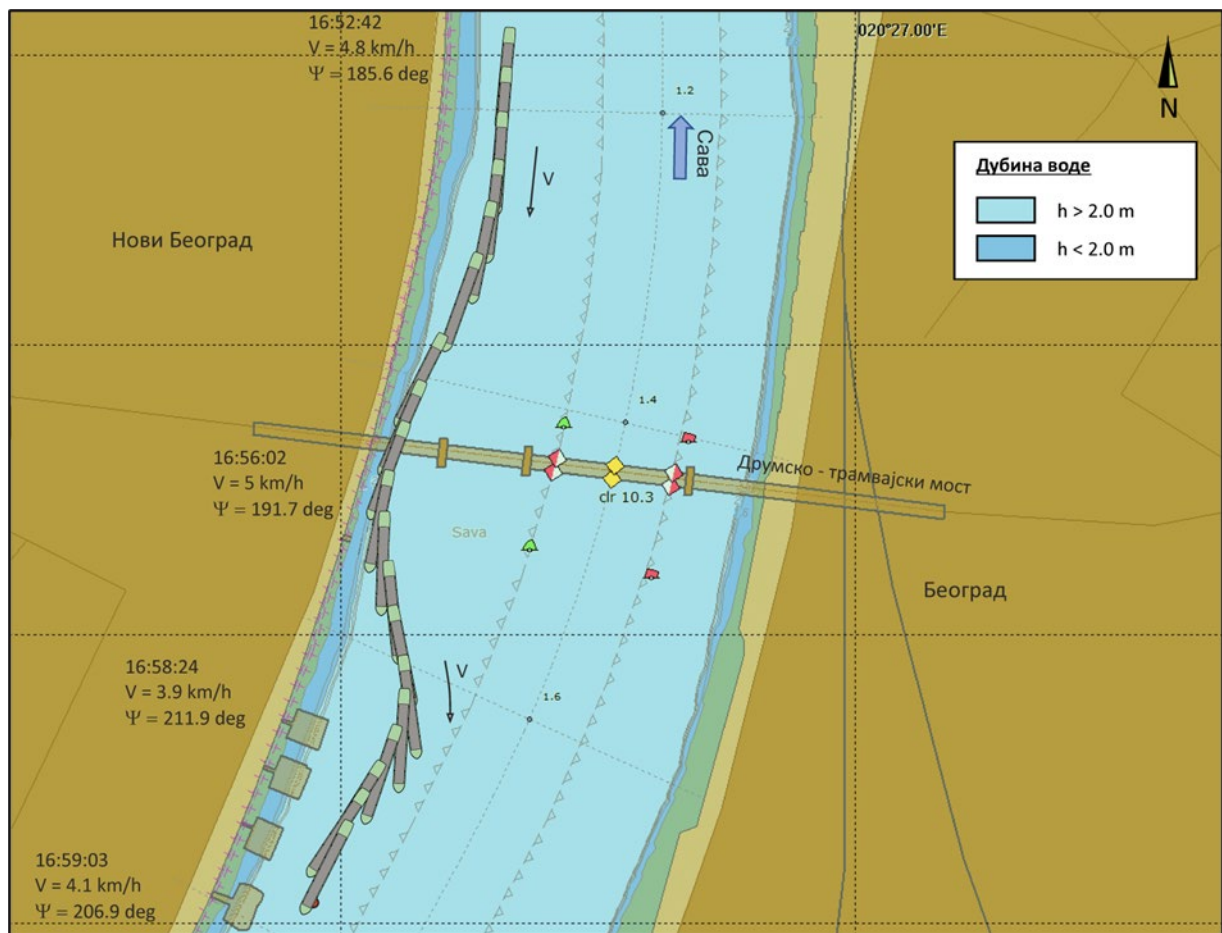 16:52:42
V = 4.8 km/h
Ψ = 185.6 deg
020°27.00'E
N
1.2
Сава
V
Дубина воде
h > 2.0 m
h < 2.0 m
Нови Београд
1.4
16:56:02
V = 5 km/h
Ψ = 191.7 deg
Друмско - трамвајски мост
clr 10.3
Sava
Београд
16:58:24
V = 3.9 km/h
Ψ = 211.9 deg
V
1.6
16:59:03
V = 4.1 km/h
Ψ = 206.9 deg